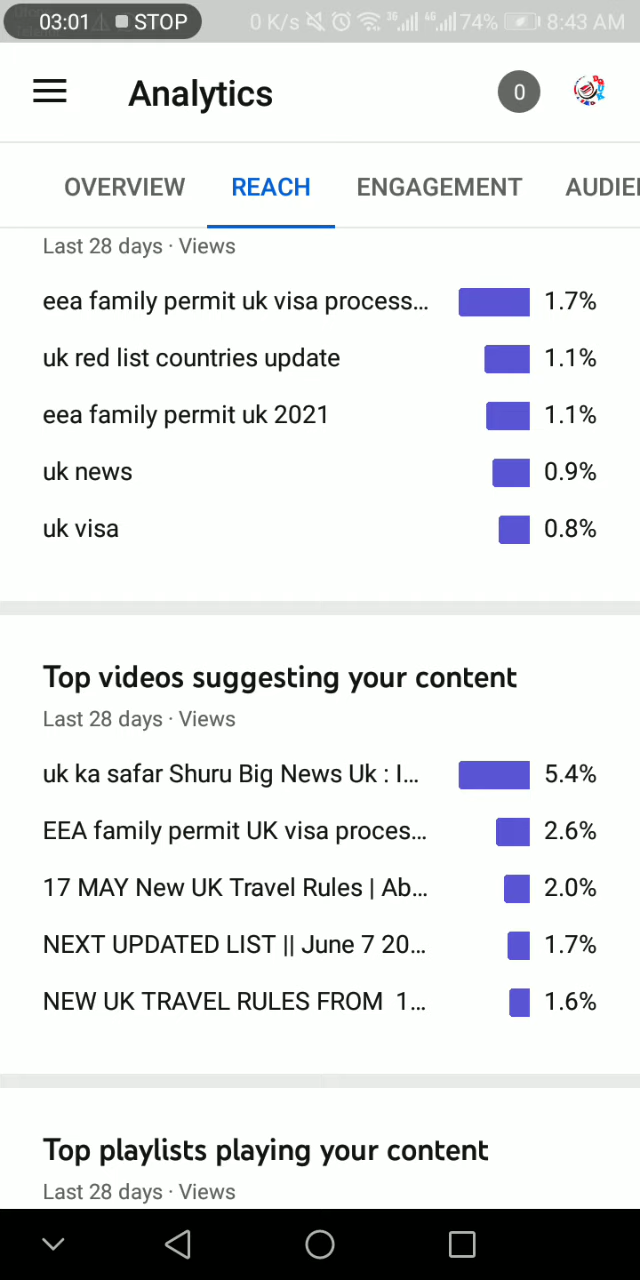 03:01 STOP 0 K/s 3G 4G 74% 8:43 AM
Analytics 0
OVERVIEW REACH ENGAGEMENT AUDIE
Last 28 days · Views
eea family permit uk visa process... 1.7%
uk red list countries update 1.1%
eea family permit uk 2021 1.1%
uk news 0.9%
uk visa 0.8%
Top videos suggesting your content
Last 28 days · Views
uk ka safar Shuru Big News Uk : I... 5.4%
EEA family permit UK visa proces... 2.6%
17 MAY New UK Travel Rules | Ab... 2.0%
NEXT UPDATED LIST || June 7 20... 1.7%
NEW UK TRAVEL RULES FROM 1... 1.6%
Top playlists playing your content
Last 28 days · Views